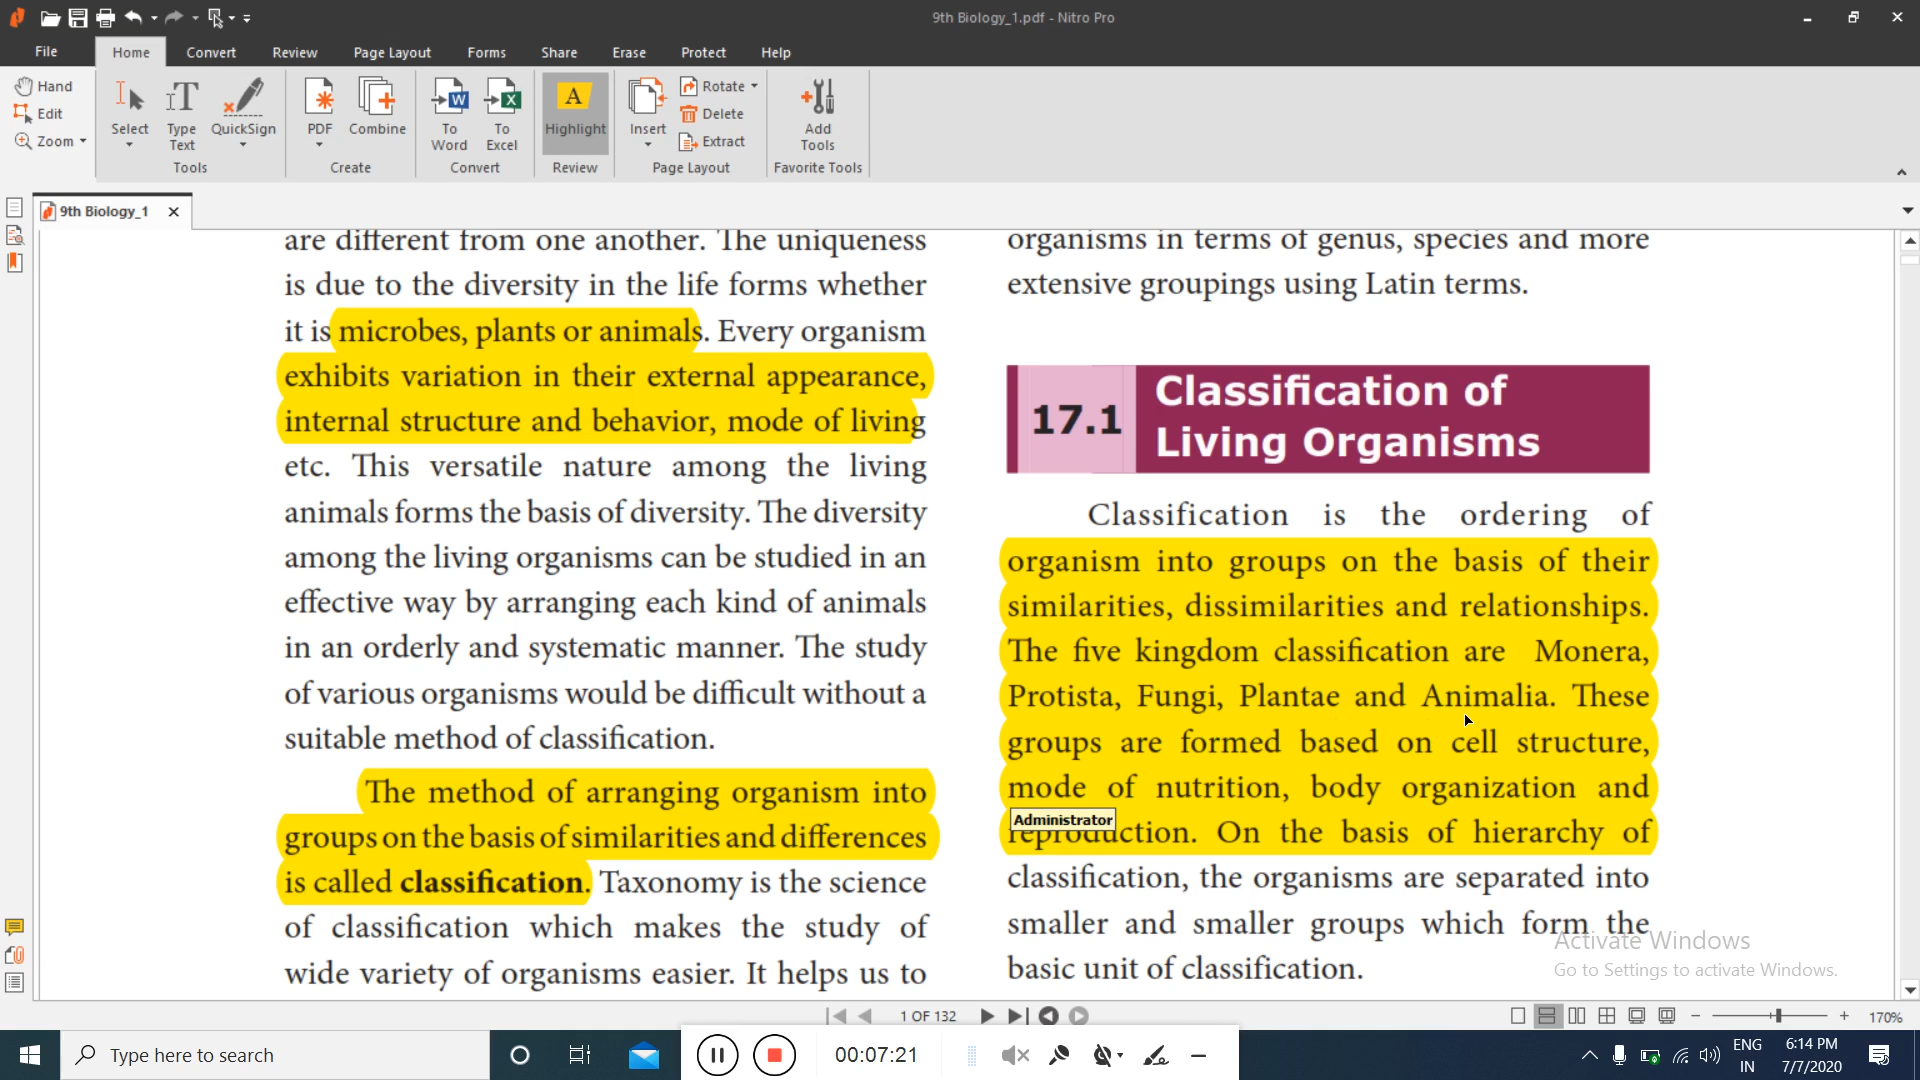 9th Biology_1.pdf - Nitro Pro
File Home Convert Review Page Layout Forms Share Erase Protect Help
Hand
Edit
Zoom
Select
Type Text
QuickSign
Tools
PDF
Combine
Create
To Word
To Excel
Convert
Highlight
Review
Insert
Rotate
Delete
Extract
Page Layout
Add Tools
Favorite Tools
9th Biology_1
are different from one another. The uniqueness
is due to the diversity in the life forms whether
it is microbes, plants or animals. Every organism
exhibits variation in their external appearance,
internal structure and behavior, mode of living
etc. This versatile nature among the living
animals forms the basis of diversity. The diversity
among the living organisms can be studied in an
effective way by arranging each kind of animals
in an orderly and systematic manner. The study
of various organisms would be difficult without a
suitable method of classification.
The method of arranging organism into
groups on the basis of similarities and differences
is called classification. Taxonomy is the science
of classification which makes the study of
wide variety of organisms easier. It helps us to
organisms in terms of genus, species and more
extensive groupings using Latin terms.
17.1 Classification of
Living Organisms
Classification is the ordering of
organism into groups on the basis of their
similarities, dissimilarities and relationships.
The five kingdom classification are Monera,
Protista, Fungi, Plantae and Animalia. These
groups are formed based on cell structure,
mode of nutrition, body organization and
Administrator
reproduction. On the basis of hierarchy of
classification, the organisms are separated into
smaller and smaller groups which form the
basic unit of classification.
Activate Windows
Go to Settings to activate Windows.
1 OF 132
170%
Type here to search
00:07:21
ENG
IN
6:14 PM
7/7/2020